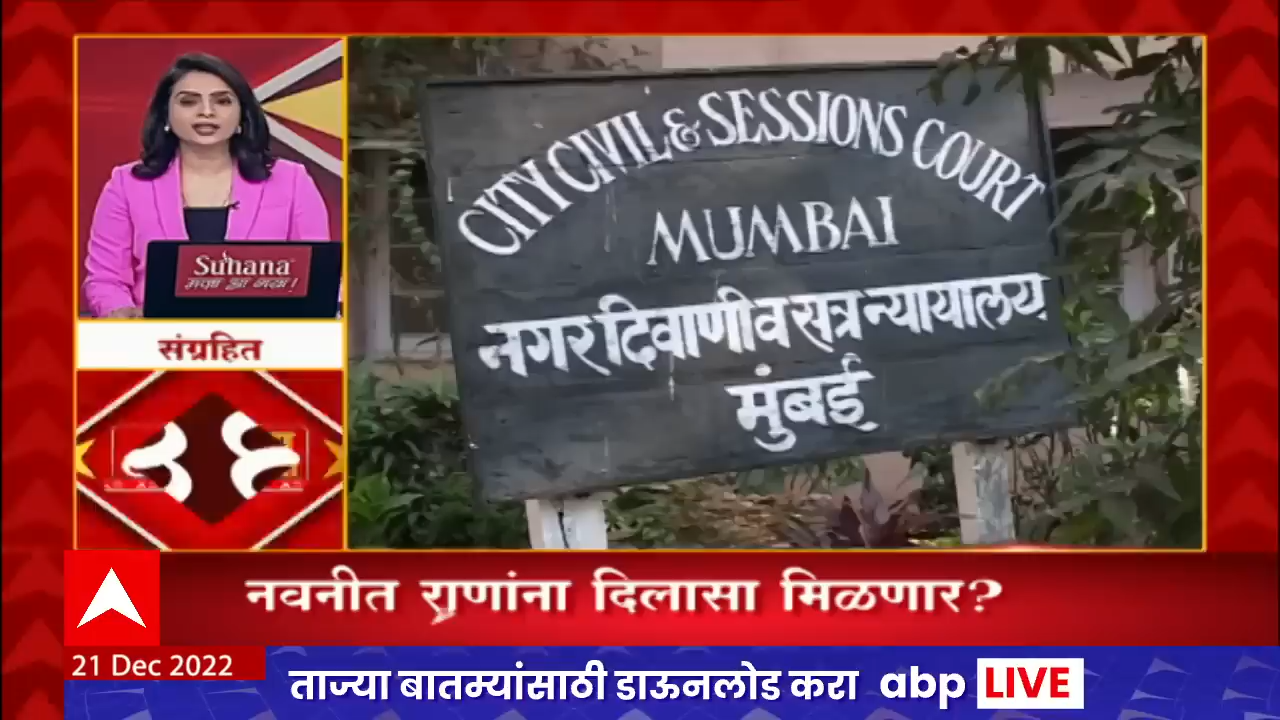 CITY CIVIL & SESSIONS COURT
MUMBAI
नगर दिवाणी व सत्र न्यायालय
मुंबई
Suhana
संग्रहित
नवनीत राणांना दिलासा मिळणार?
21 Dec 2022
ताज्या बातम्यांसाठी डाऊनलोड करा abp LIVE